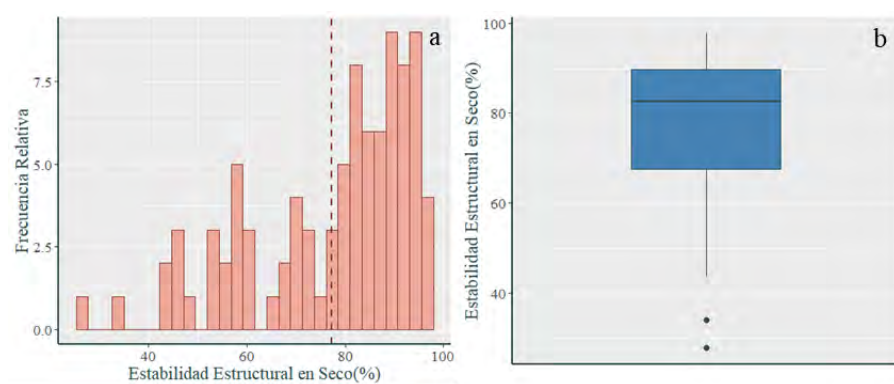 a
Frecuencia Relativa
7.5
5.0
2.5
0.0
40 60 80 100
Estabilidad Estructural en Seco(%)
b
Estabilidad Estructural en Seco(%)
100
80
60
40